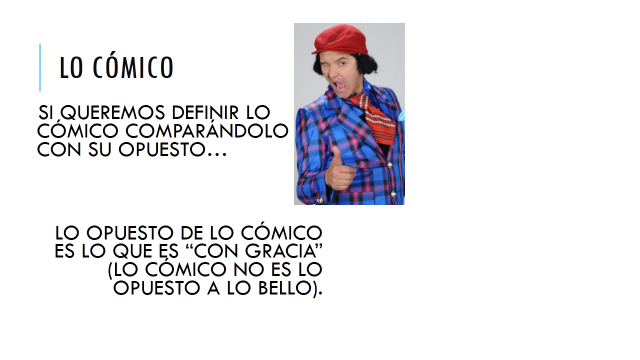 LO CÓMICO
SI QUEREMOS DEFINIR LO
CÓMICO COMPARÁNDOLO
CON SU OPUESTO...
LO OPUESTO DE LO CÓMICO
ES LO QUE ES “CON GRACIA”
(LO CÓMICO NO ES LO
OPUESTO A LO BELLO).